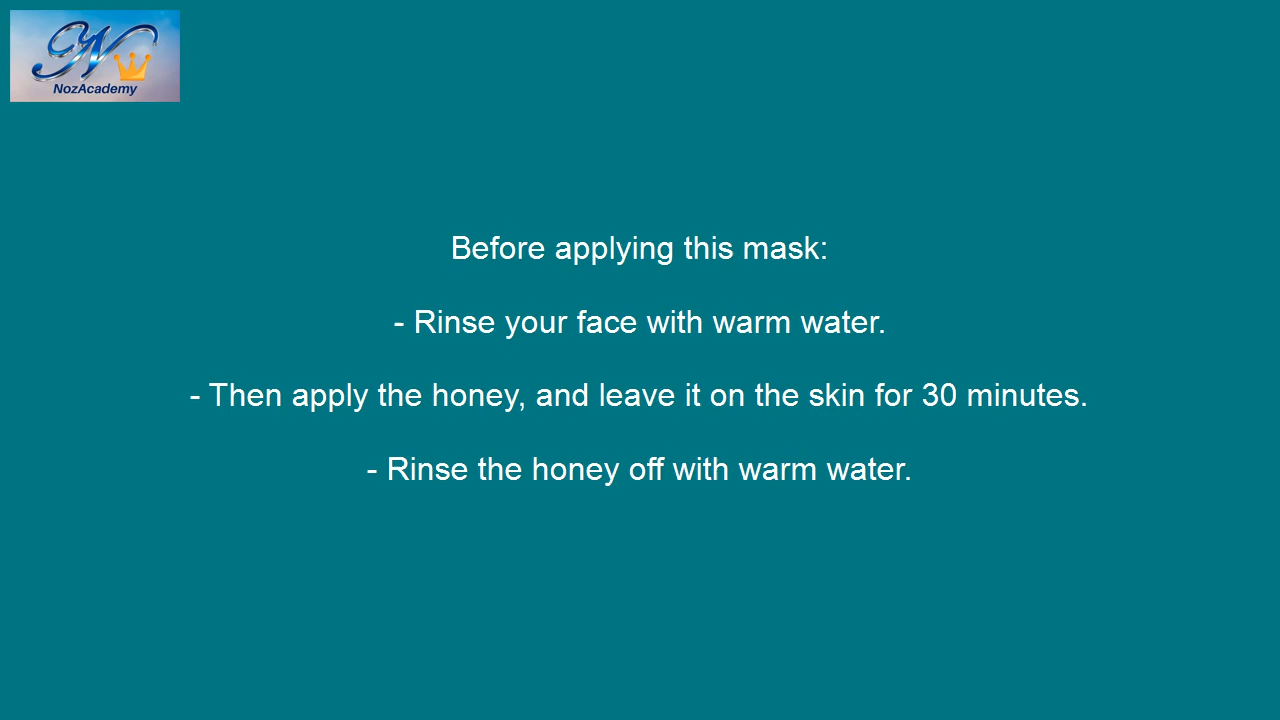 NozAcademy
Before applying this mask:
- Rinse your face with warm water.
- Then apply the honey, and leave it on the skin for 30 minutes.
- Rinse the honey off with warm water.